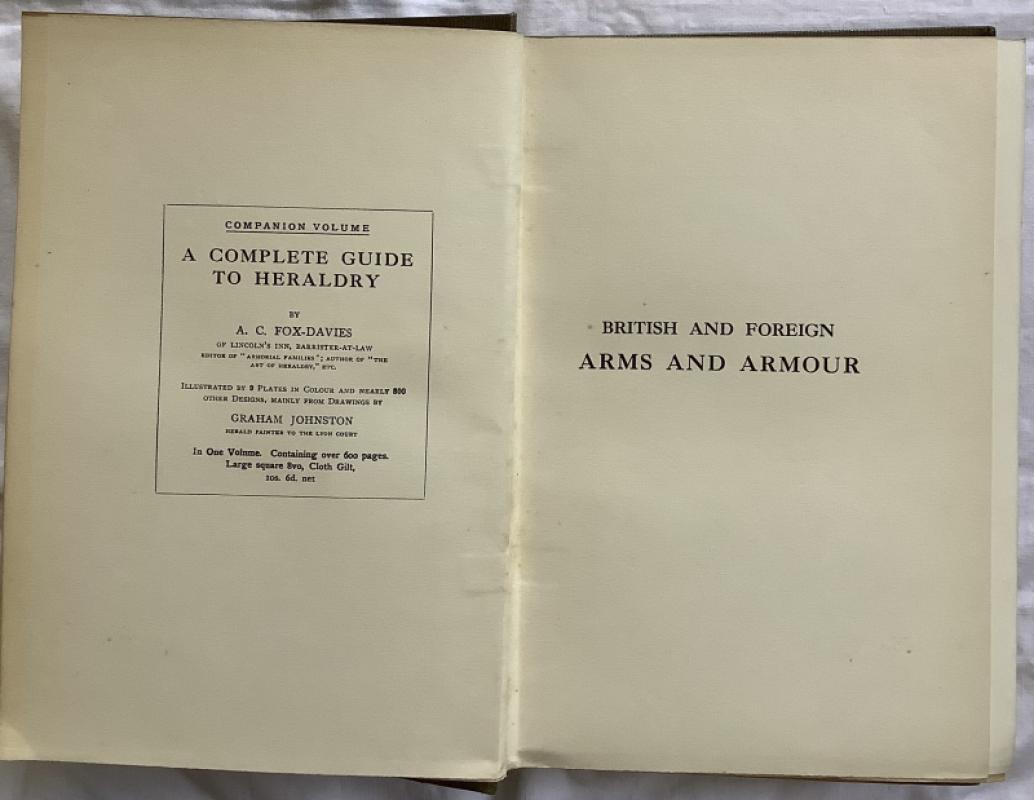 COMPANION VOLUME
A COMPLETE GUIDE
TO HERALDRY
BY
A. C. FOX-DAVIES
OF LINCOLN'S INN, BARRISTER-AT-LAW
EDITOR OF "ARMORIAL FAMILIES"; AUTHOR OF "THE
ART OF HERALDRY," ETC.
ILLUSTRATED BY 9 PLATES IN COLOUR AND NEARLY 800
OTHER DESIGNS, MAINLY FROM DRAWINGS BY
GRAHAM JOHNSTON
HERALD PAINTER TO THE LYON COURT
In One Volume. Containing over 600 pages.
Large square 8vo, Cloth Gilt,
10s. 6d. net
BRITISH AND FOREIGN
ARMS AND ARMOUR